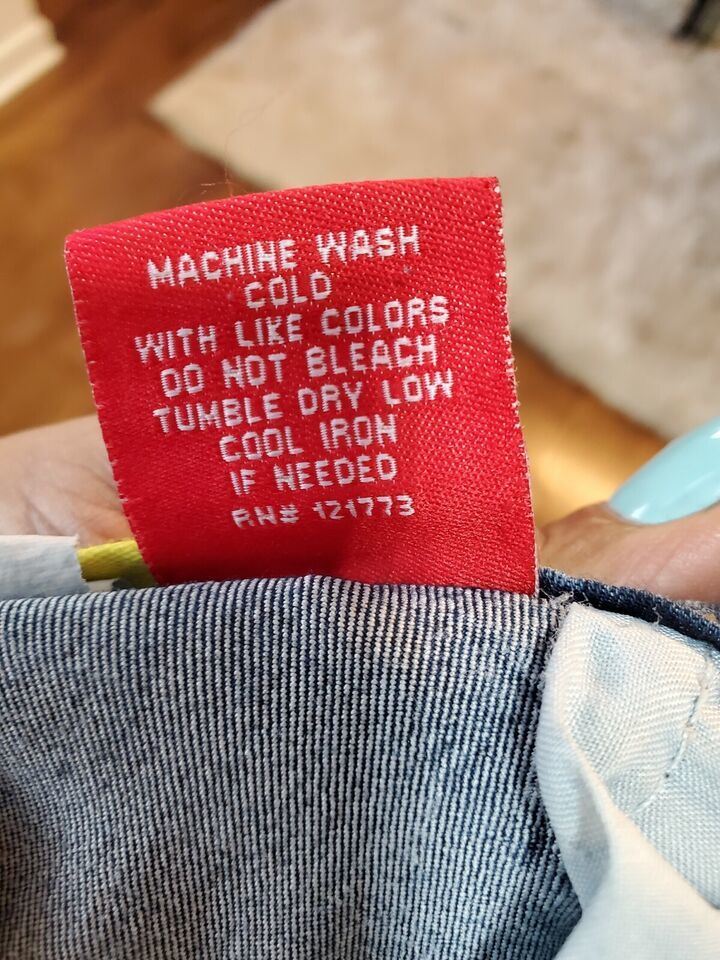 MACHINE WASH
COLD
WITH LIKE COLORS
DO NOT BLEACH
TUMBLE DRY LOW
COOL IRON
IF NEEDED
RN# 121773